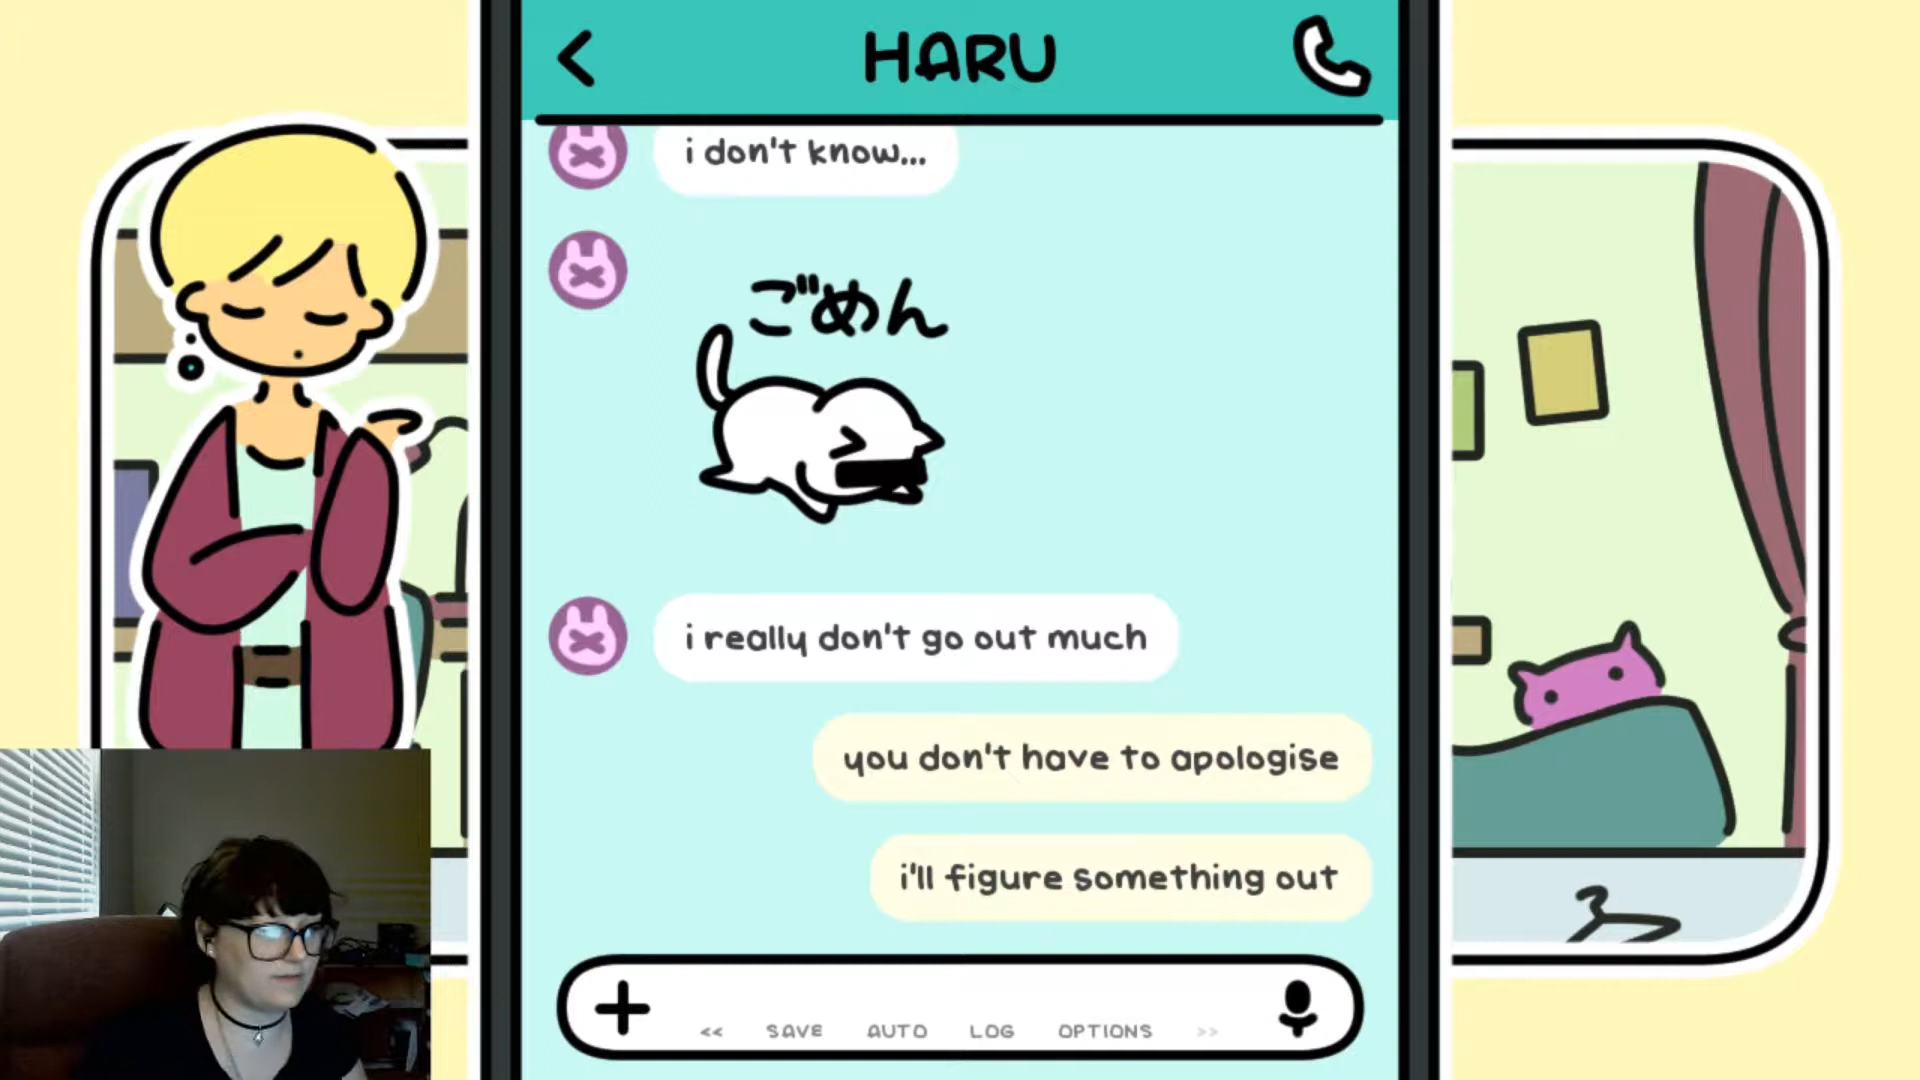 HARU
i don't know...
ごめん
i really don't go out much
you don't have to apologise
i'll figure something out
<< SAVE AUTO LOG OPTIONS >>